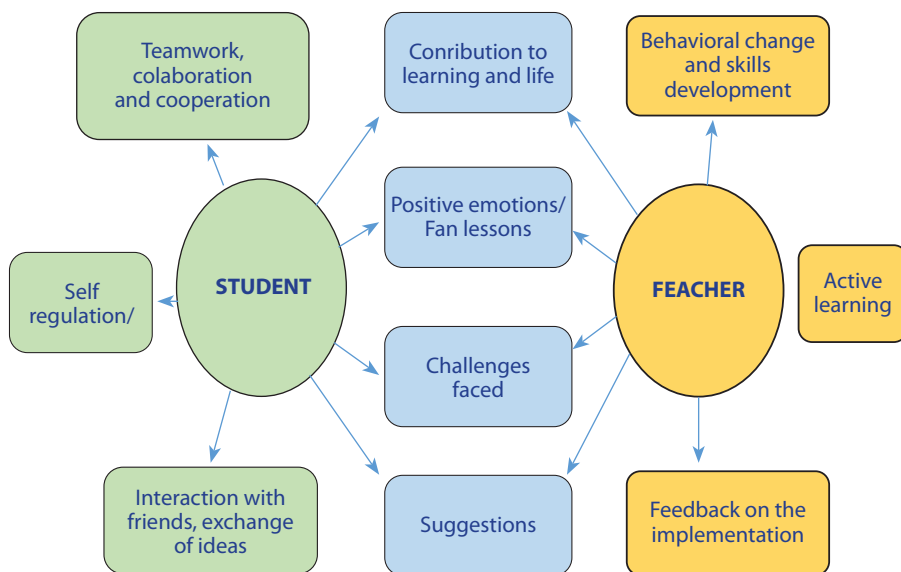 Teamwork,
colaboration
and cooperation
Conribution to
learning and life
Behavioral change
and skills
development
Positive emotions/
Fan lessons
STUDENT
FEACHER
Self
regulation/
Active
learning
Challenges
faced
Interaction with
friends, exchange
of ideas
Suggestions
Feedback on the
implementation